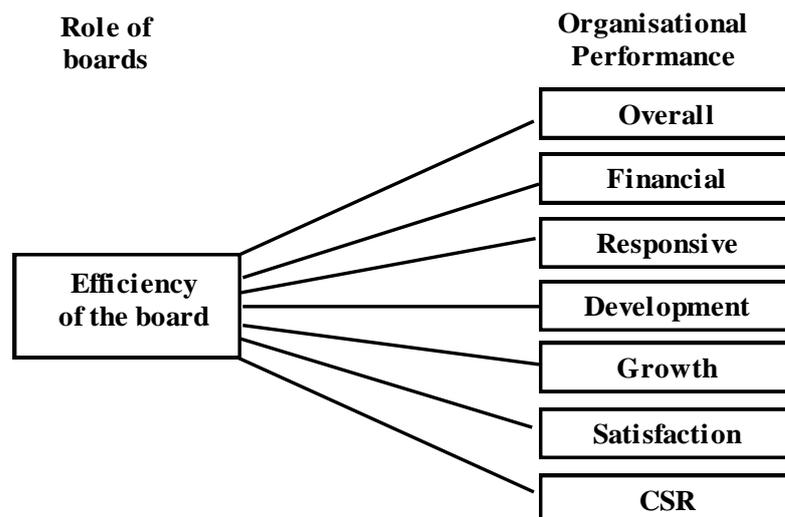 Role of
boards
Organisational
Performance
Overall
Financial
Responsive
Efficiency
of the board
Development
Growth
Satisfaction
CSR